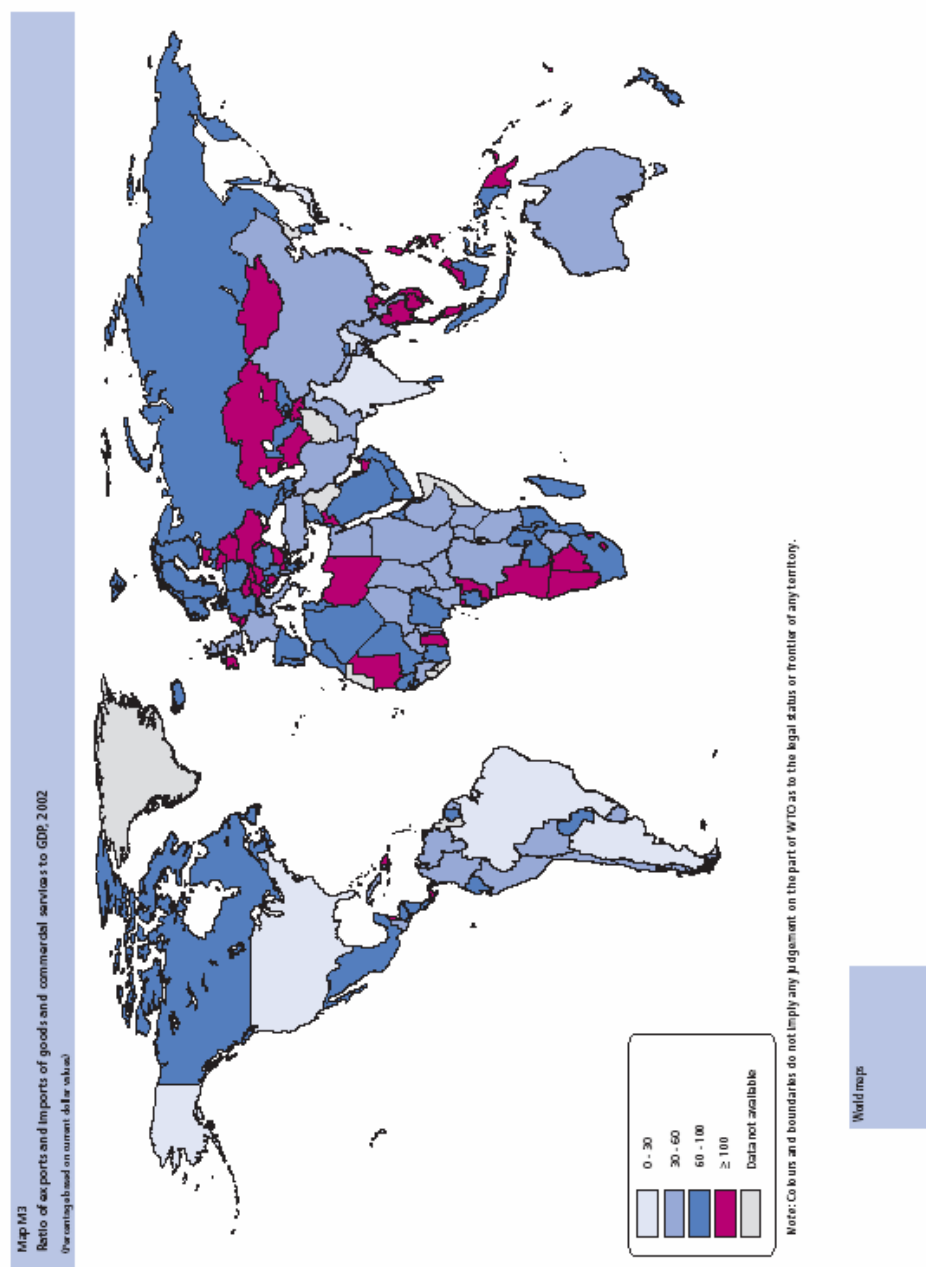 Map M3
Ratio of exports and imports of goods and commercial services to GDP, 2002
(Percentage based on current dollar values)
0 - 30
30 - 60
60 - 100
≥ 100
Data not available
Note: Colours and boundaries do not imply any judgement on the part of WTO as to the legal status or frontier of any territory.
World maps